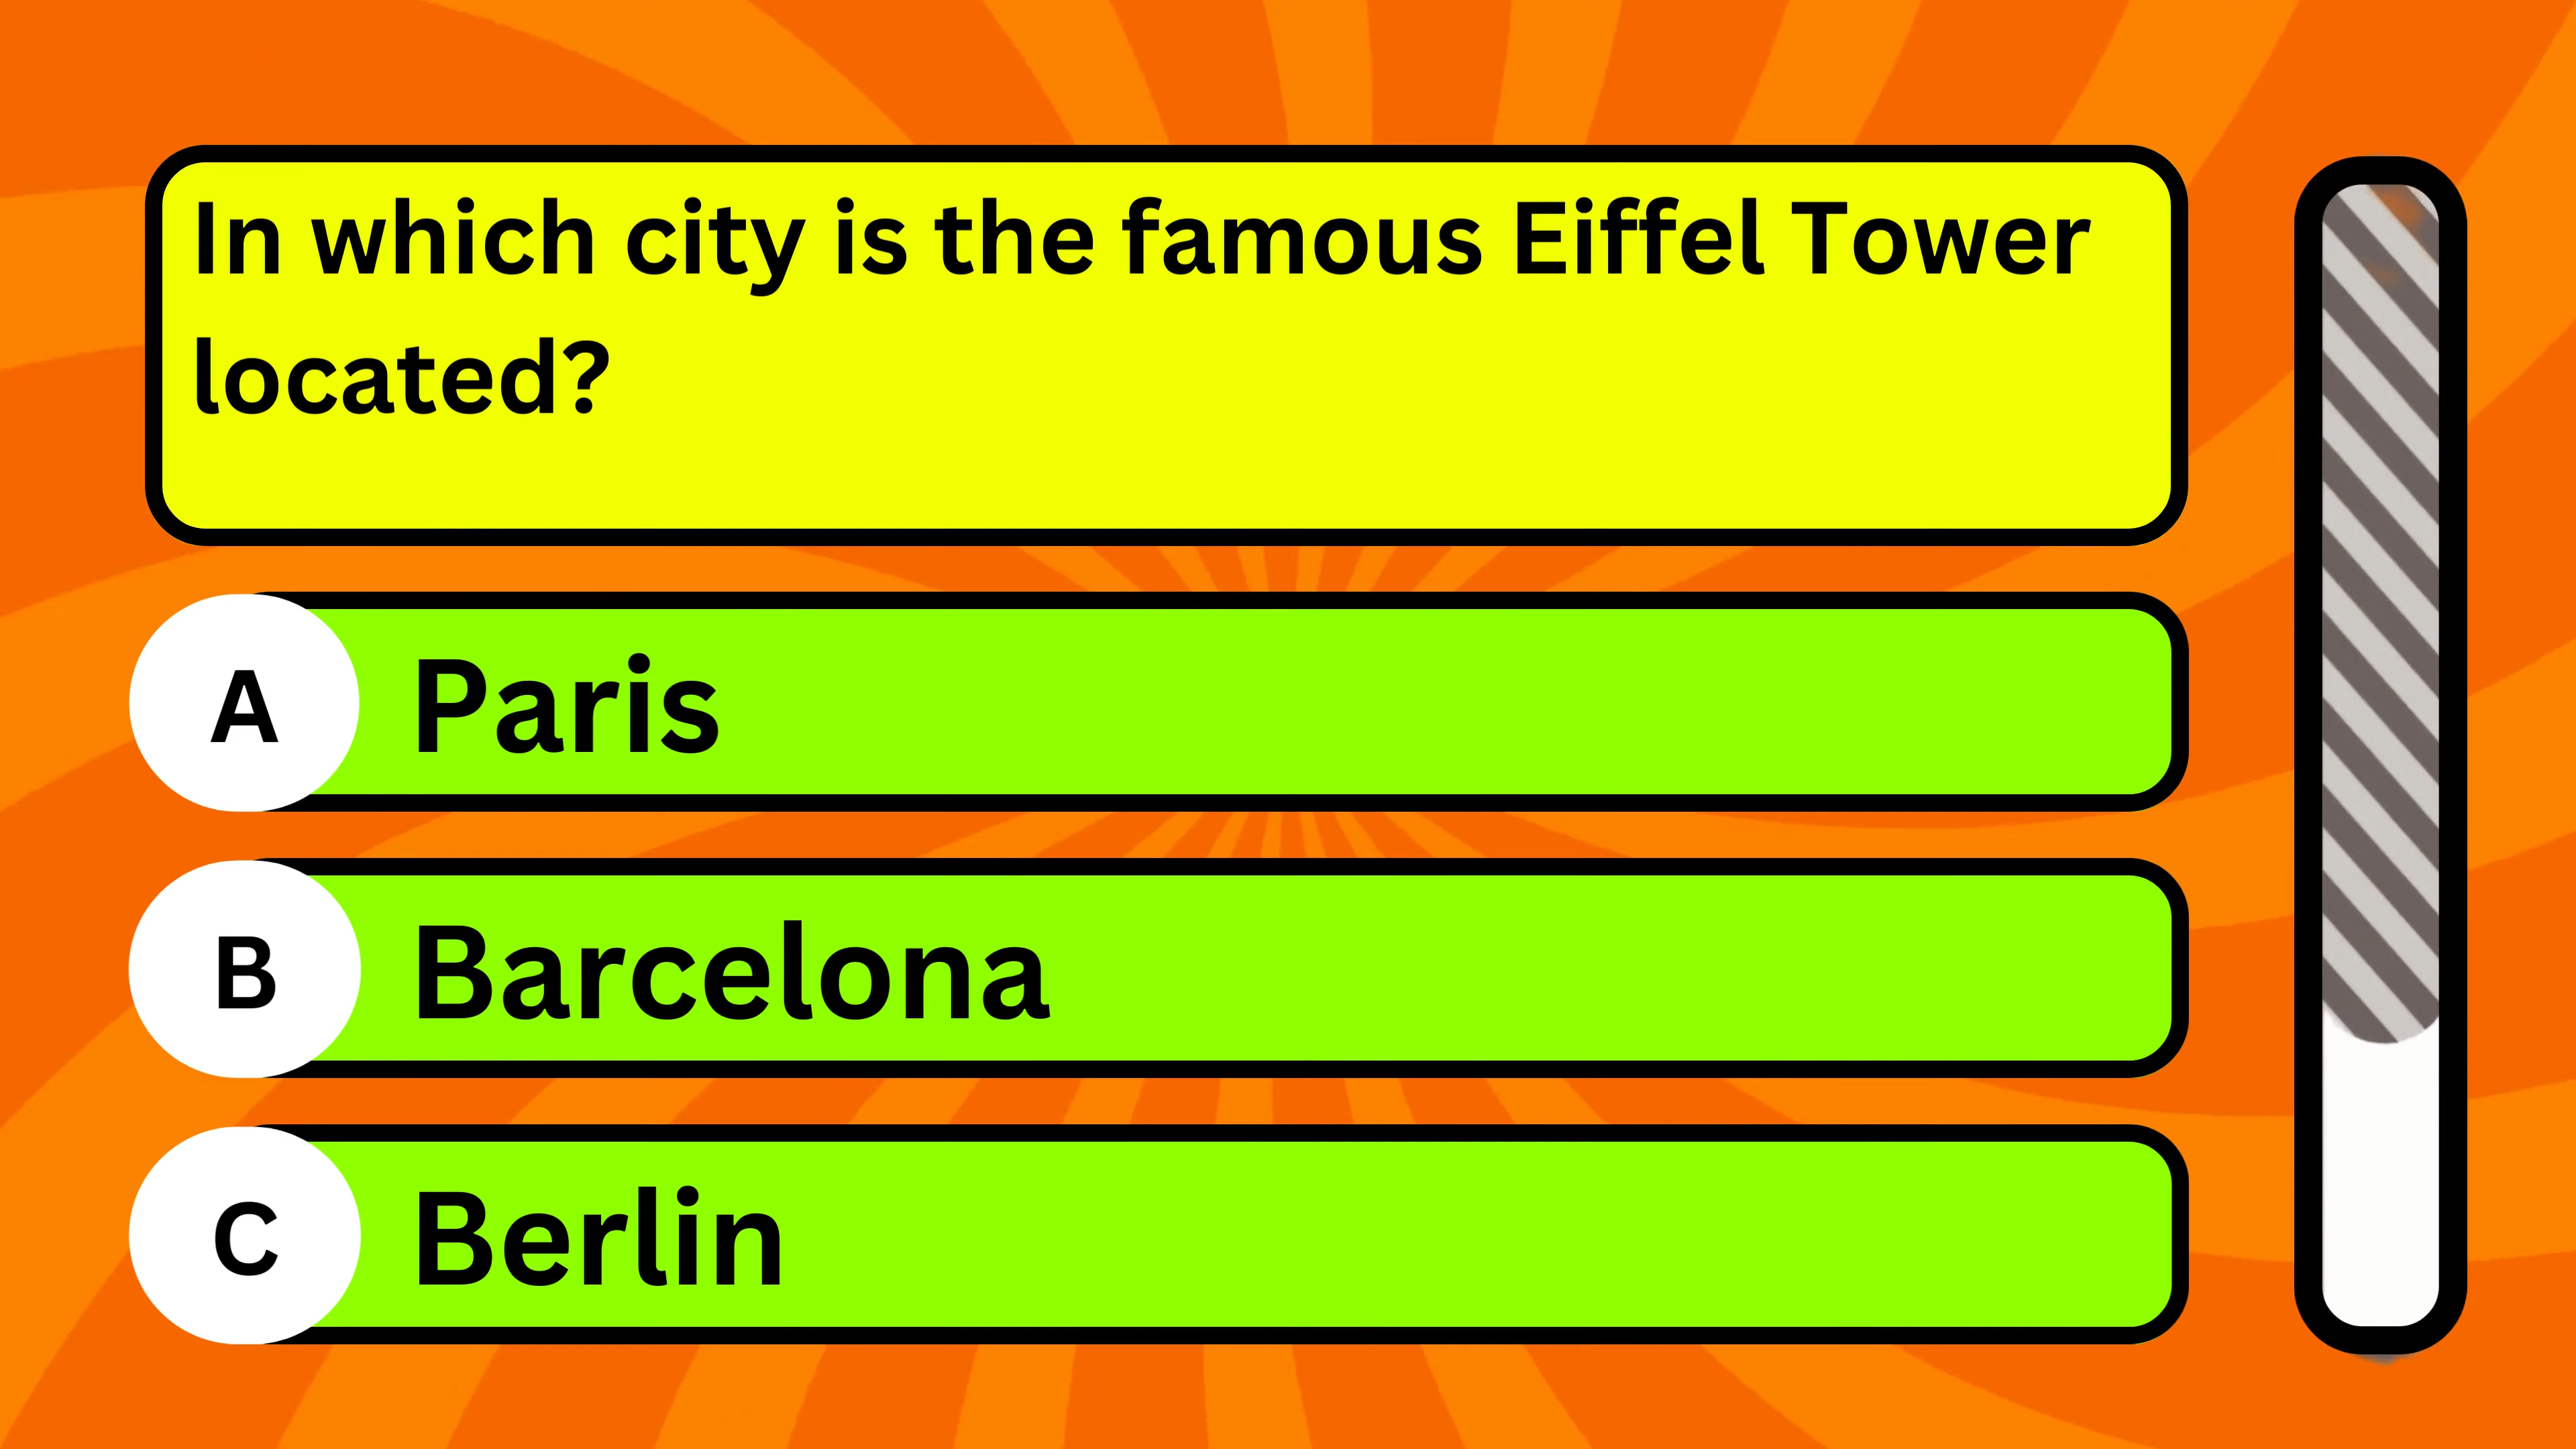 In which city is the famous Eiffel Tower
located?
A
Paris
B
Barcelona
C
Berlin